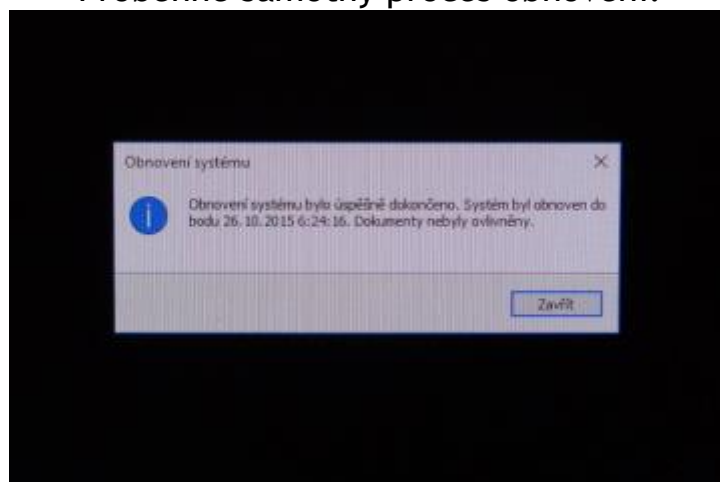 Proběhne samotný proces obnovení.
Obnovení systému
Obnovení systému bylo úspěšně dokončeno. Systém byl obnoven do
bodu 26. 10. 2015 6:24:16. Dokumenty nebyly ovlivněny.
Zavřít